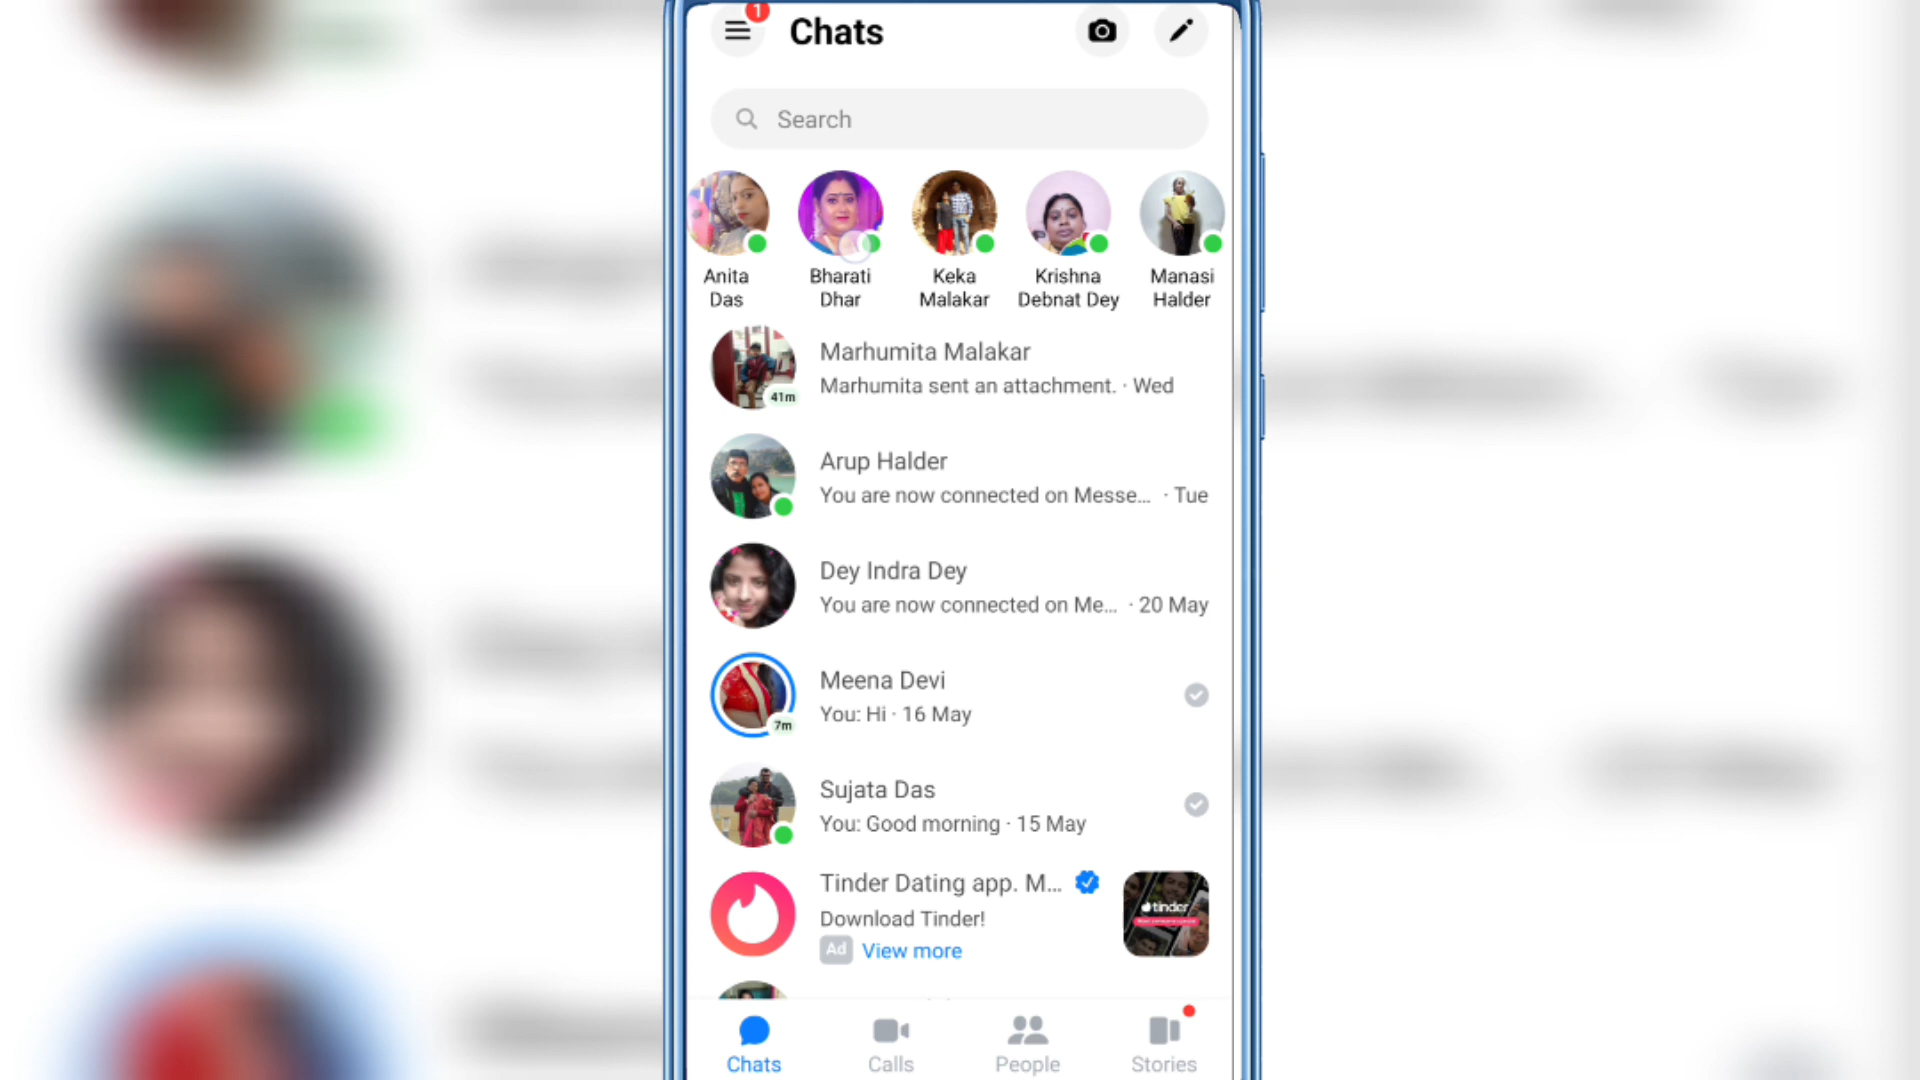 1
Chats
Search
Anita Das
Bharati Dhar
Keka Malakar
Krishna Debnat Dey
Manasi Halder
Marhumita Malakar
Marhumita sent an attachment. · Wed
41m
Arup Halder
You are now connected on Messe... · Tue
Dey Indra Dey
You are now connected on Me... · 20 May
Meena Devi
You: Hi · 16 May
7m
Sujata Das
You: Good morning · 15 May
Tinder Dating app. M...
Download Tinder!
Ad View more
tinder
Chats
Calls
People
Stories